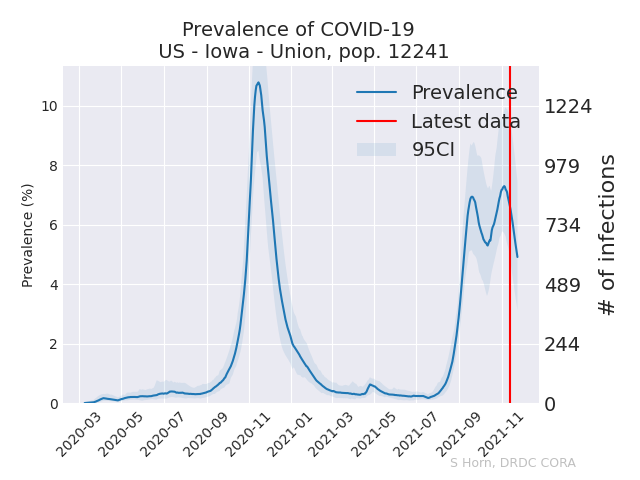 Prevalence of COVID-19
US - Iowa - Union, pop. 12241
Prevalence
Latest data
95CI
Prevalence (%)
10
8
6
4
2
0
1224
979
734
489
244
0
# of infections
2020-03
2020-05
2020-07
2020-09
2020-11
2021-01
2021-03
2021-05
2021-07
2021-09
2021-11
S Horn, DRDC CORA